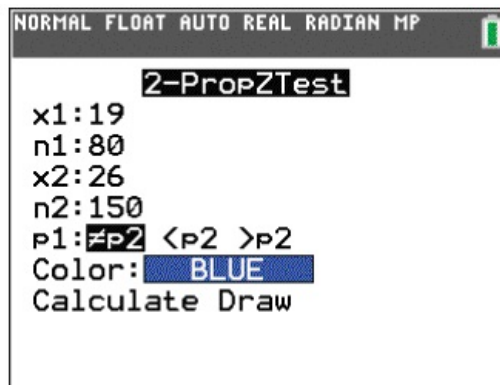 NORMAL FLOAT AUTO REAL RADIAN MP
2-PropZTest
x1:19
n1:80
x2:26
n2:150
p1:≠p2 <p2 >p2
Color: BLUE
Calculate Draw